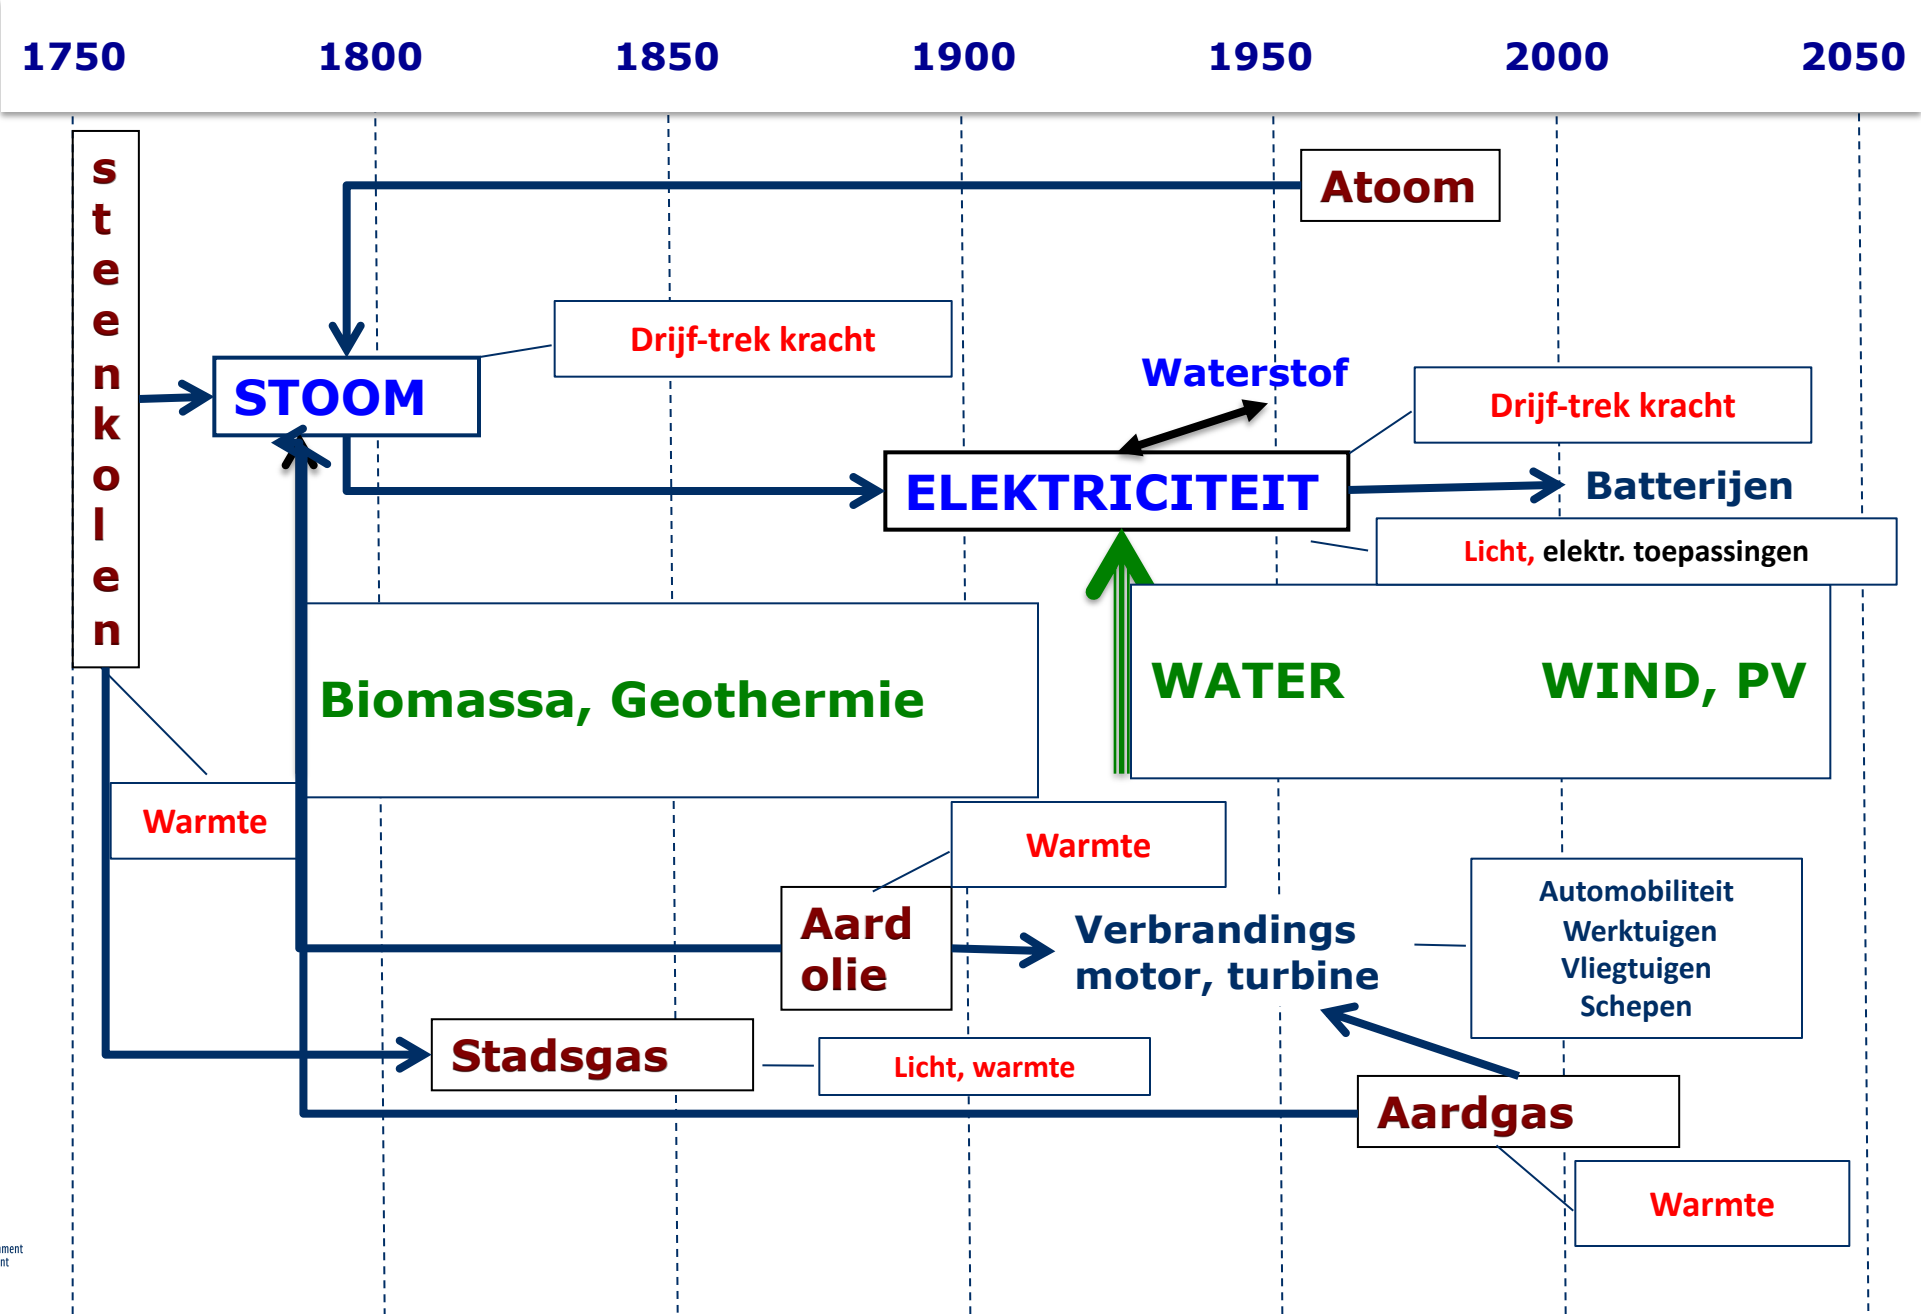 1750 1800 1850 1900 1950 2000 2050
steenkolen
Atoom
Drijf-trek kracht
STOOM
Waterstof
Drijf-trek kracht
ELEKTRICITEIT
Batterijen
Licht, elektr. toepassingen
Biomassa, Geothermie
WATER WIND, PV
Warmte
Warmte
Aard
olie
Verbrandings
motor, turbine
Automobiliteit
Werktuigen
Vliegtuigen
Schepen
Stadsgas
Licht, warmte
Aardgas
Warmte